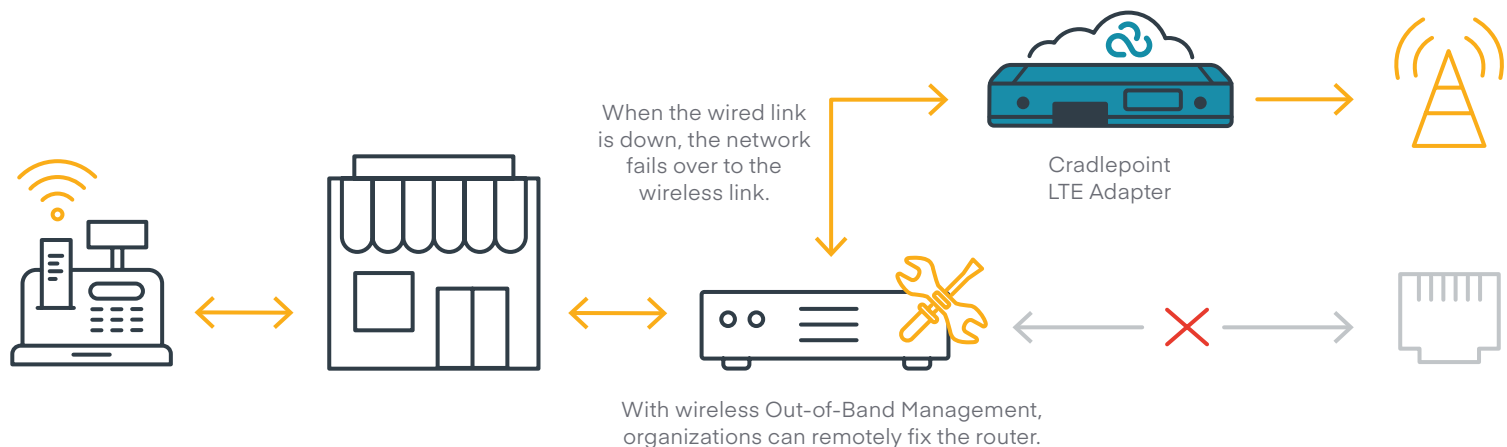 When the wired link
is down, the network
fails over to the
wireless link.
Cradlepoint
LTE Adapter
With wireless Out-of-Band Management,
organizations can remotely fix the router.